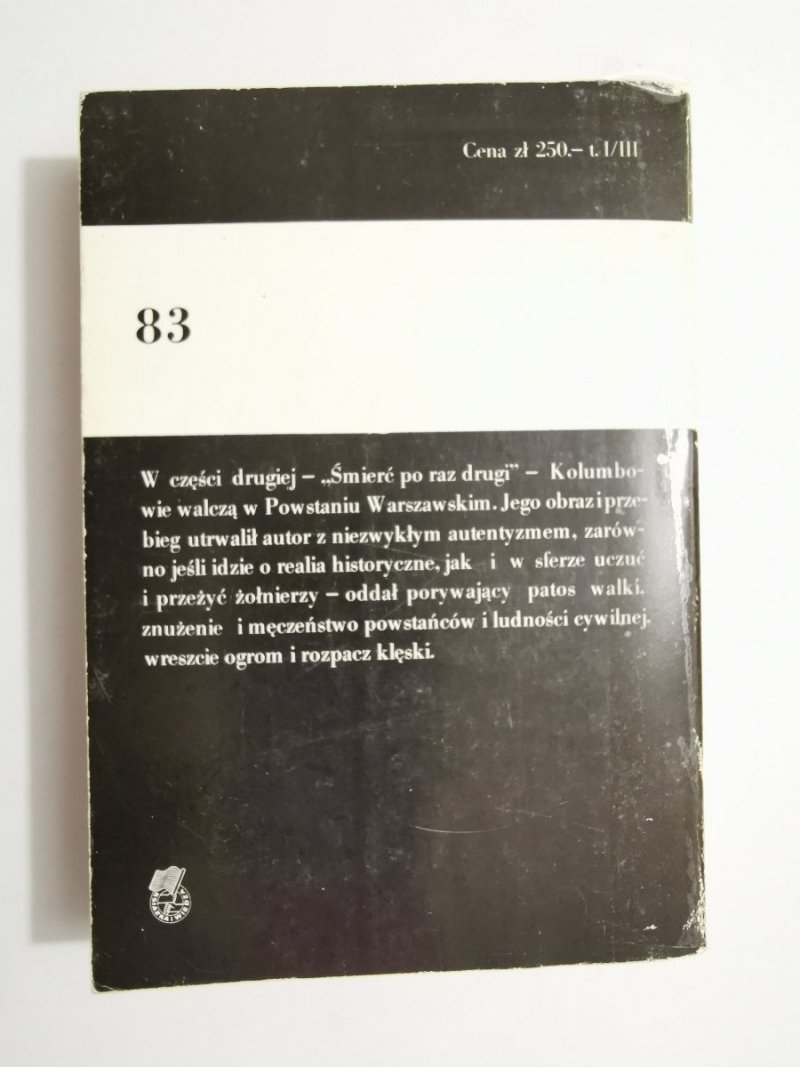 Cena zł 250.— t. I/III
83
W części drugiej — „Śmierć po raz drugi” — Kolumbo-
wie walczą w Powstaniu Warszawskim. Jego obraz i prze-
bieg utrwalił autor z niezwykłym autentyzmem, zarów-
no jeśli idzie o realia historyczne, jak i w sferze uczuć
i przeżyć żołnierzy — oddał porywający patos walki,
znużenie i męczeństwo powstańców i ludności cywilnej,
wreszcie ogrom i rozpacz klęski.
KSIĄŻKA I WIEDZA